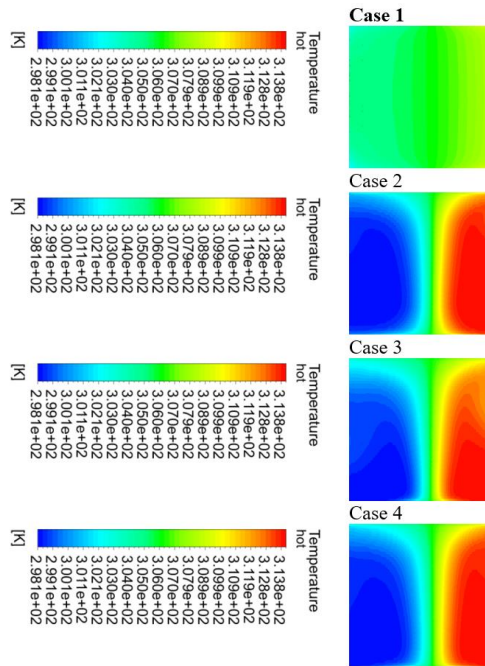 Case 1
Temperature
hot
3.138e+02
3.128e+02
3.119e+02
3.109e+02
3.099e+02
3.089e+02
3.079e+02
3.070e+02
3.060e+02
3.050e+02
3.040e+02
3.030e+02
3.021e+02
3.011e+02
3.001e+02
2.991e+02
2.981e+02
[K]
Case 2
Temperature
hot
3.138e+02
3.128e+02
3.119e+02
3.109e+02
3.099e+02
3.089e+02
3.079e+02
3.070e+02
3.060e+02
3.050e+02
3.040e+02
3.030e+02
3.021e+02
3.011e+02
3.001e+02
2.991e+02
2.981e+02
[K]
Case 3
Temperature
hot
3.138e+02
3.128e+02
3.119e+02
3.109e+02
3.099e+02
3.089e+02
3.079e+02
3.070e+02
3.060e+02
3.050e+02
3.040e+02
3.030e+02
3.021e+02
3.011e+02
3.001e+02
2.991e+02
2.981e+02
[K]
Case 4
Temperature
hot
3.138e+02
3.128e+02
3.119e+02
3.109e+02
3.099e+02
3.089e+02
3.079e+02
3.070e+02
3.060e+02
3.050e+02
3.040e+02
3.030e+02
3.021e+02
3.011e+02
3.001e+02
2.991e+02
2.981e+02
[K]